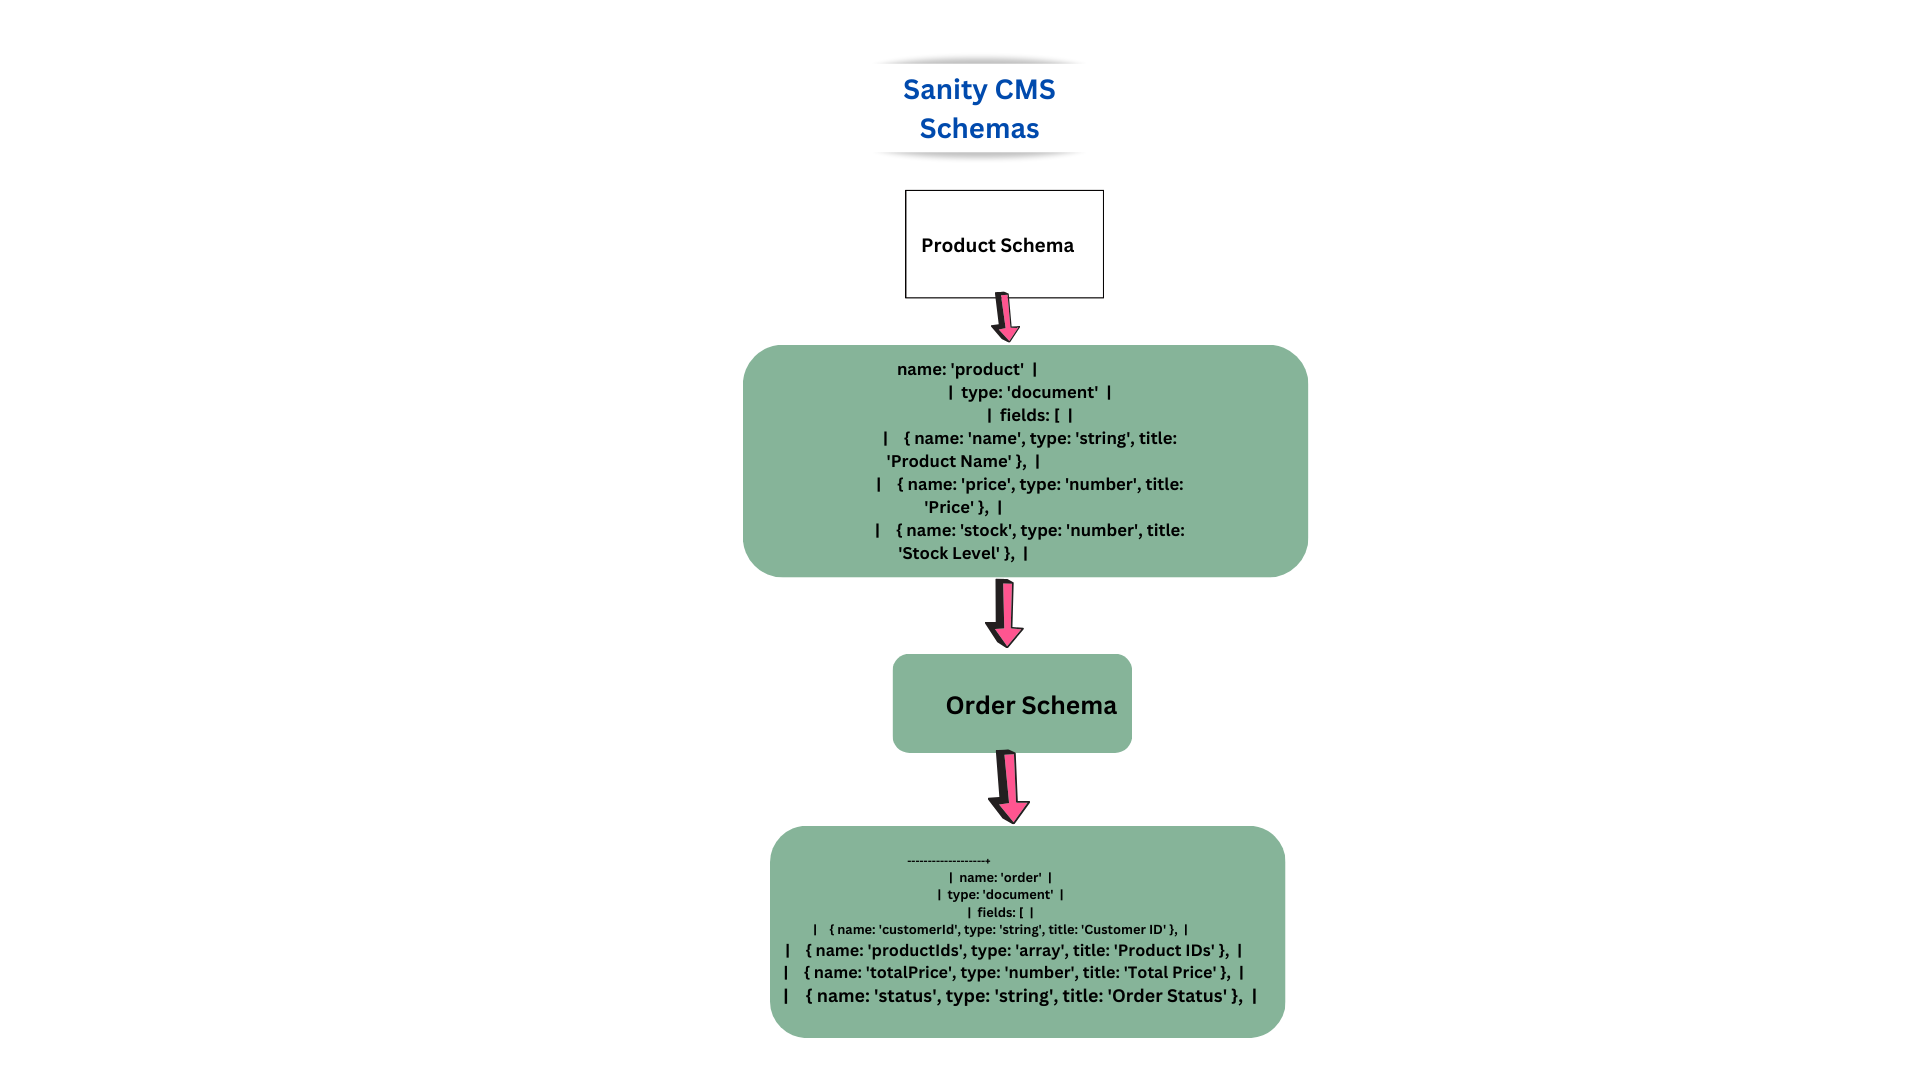 Sanity CMS
Schemas
Product Schema
name: 'product' |
| type: 'document' |
| fields: [ |
| { name: 'name', type: 'string', title:
'Product Name' }, |
| { name: 'price', type: 'number', title:
'Price' }, |
| { name: 'stock', type: 'number', title:
'Stock Level' }, |
Order Schema
-------------------+
| name: 'order' |
| type: 'document' |
| fields: [ |
| { name: 'customerId', type: 'string', title: 'Customer ID' }, |
| { name: 'productIds', type: 'array', title: 'Product IDs' }, |
| { name: 'totalPrice', type: 'number', title: 'Total Price' }, |
| { name: 'status', type: 'string', title: 'Order Status' }, |